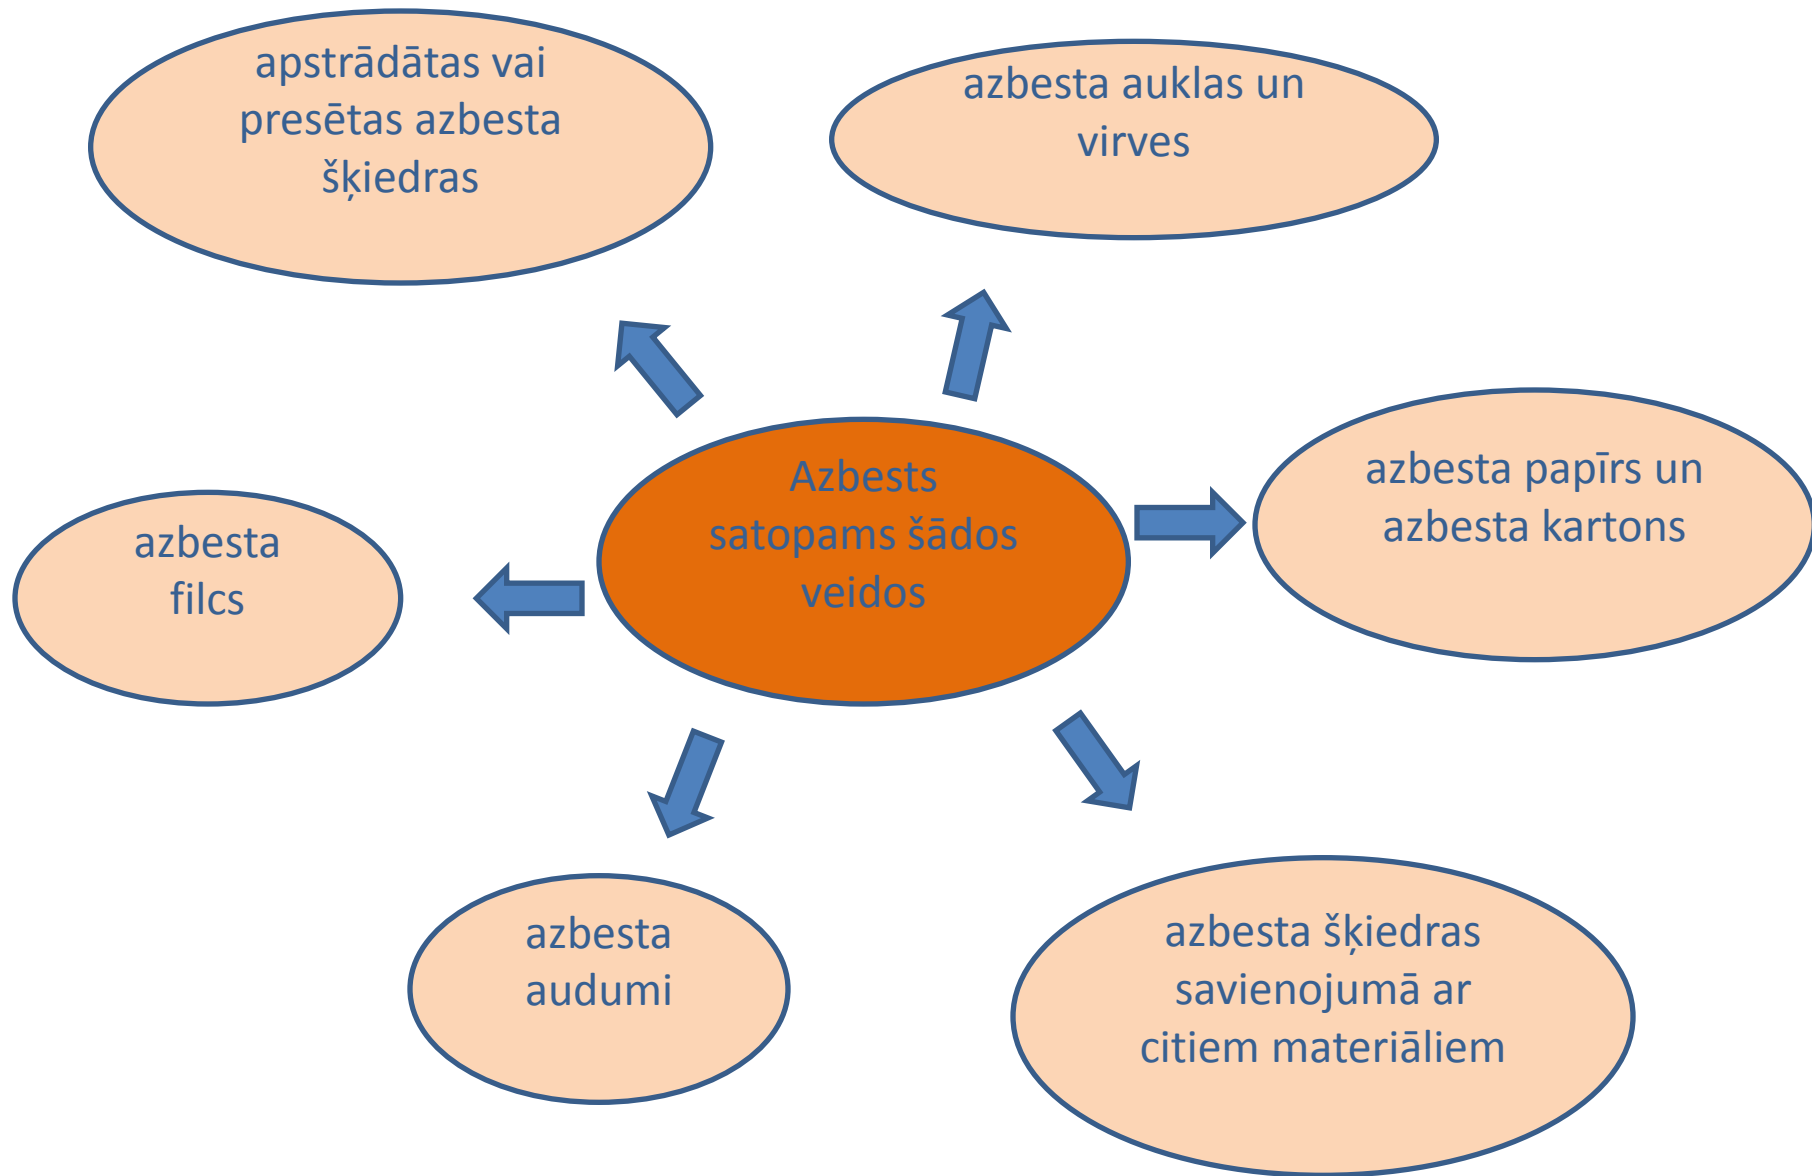 apstrādātas vai
presētas azbesta
šķiedras
azbesta auklas un
virves
Azbests
satopams šādos
veidos
azbesta papīrs un
azbesta kartons
azbesta
filcs
azbesta
audumi
azbesta šķiedras
savienojumā ar
citiem materiāliem